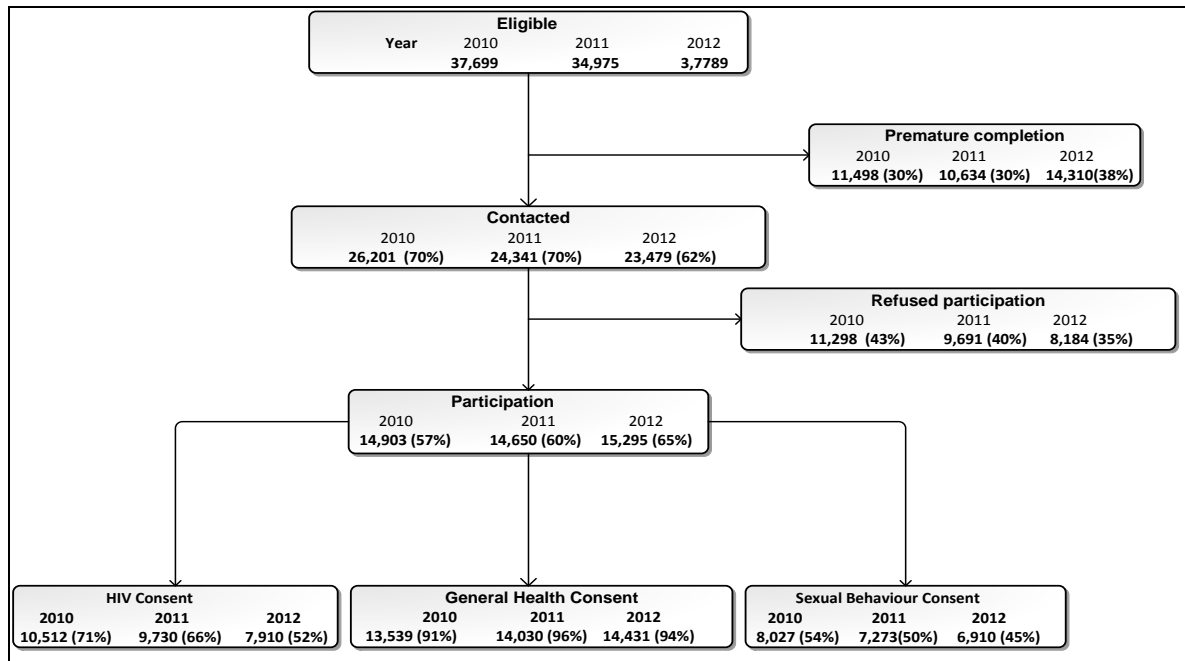 Eligible
Year 2010 2011 2012
37,699 34,975 3,7789
Premature completion
2010 2011 2012
11,498 (30%) 10,634 (30%) 14,310(38%)
Contacted
2010 2011 2012
26,201 (70%) 24,341 (70%) 23,479 (62%)
Refused participation
2010 2011 2012
11,298 (43%) 9,691 (40%) 8,184 (35%)
Participation
2010 2011 2012
14,903 (57%) 14,650 (60%) 15,295 (65%)
HIV Consent
2010 2011 2012
10,512 (71%) 9,730 (66%) 7,910 (52%)
General Health Consent
2010 2011 2012
13,539 (91%) 14,030 (96%) 14,431 (94%)
Sexual Behaviour Consent
2010 2011 2012
8,027 (54%) 7,273(50%) 6,910 (45%)